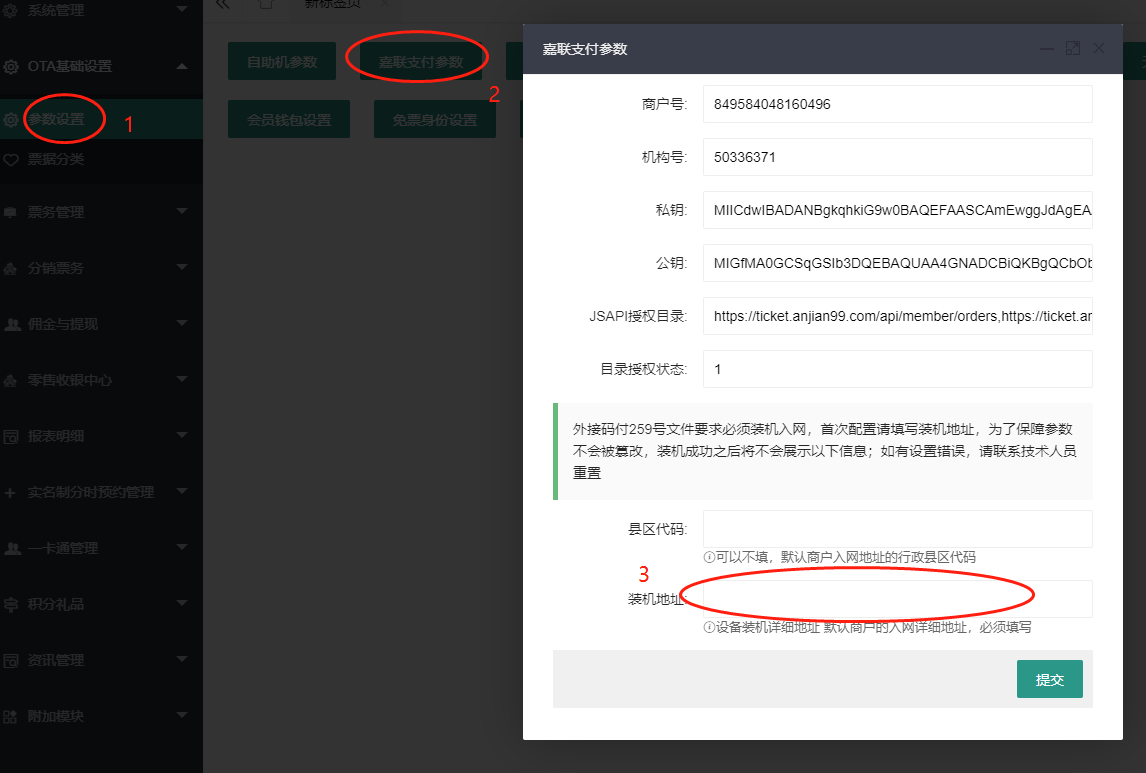 系统管理
新标签页
OTA基础设置
参数设置
1
票据分类
票务管理
分销票务
佣金与提现
零售收银中心
报表明细
实名制分时预约管理
一卡通管理
积分礼品
资讯管理
附加模块
自助机参数
嘉联支付参数
2
会员钱包设置
免票身份设置
嘉联支付参数
商户号:
849584048160496
机构号:
50336371
私钥:
MIICdwIBADANBgkqhkiG9w0BAQEFAASCAmEwggJdAgEA
公钥:
MIGfMA0GCSqGSIb3DQEBAQUAA4GNADCBiQKBgQCbOb
JSAPI授权目录:
https://ticket.anjian99.com/api/member/orders,https://ticket.an
目录授权状态:
1
外接码付259号文件要求必须装机入网，首次配置请填写装机地址，为了保障参数
不会被篡改，装机成功之后将不会展示以下信息；如有设置错误，请联系技术人员
重置
县区代码:
可以不填，默认商户入网地址的行政县区代码
3
装机地址:
设备装机详细地址 默认商户的入网详细地址，必须填写
提交